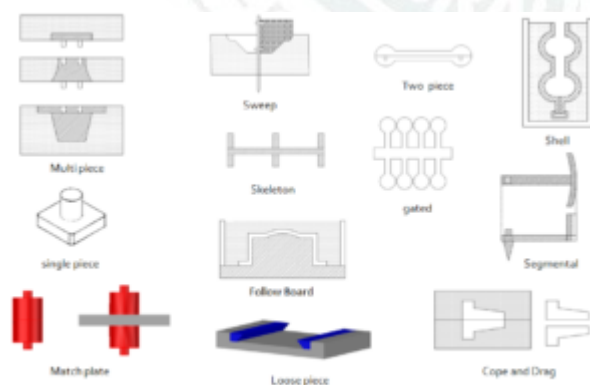 Sweep
Two piece
Shell
Multi piece
Skeleton
gated
single piece
Follow Board
Segmental
Match plate
Loose piece
Cope and Drag